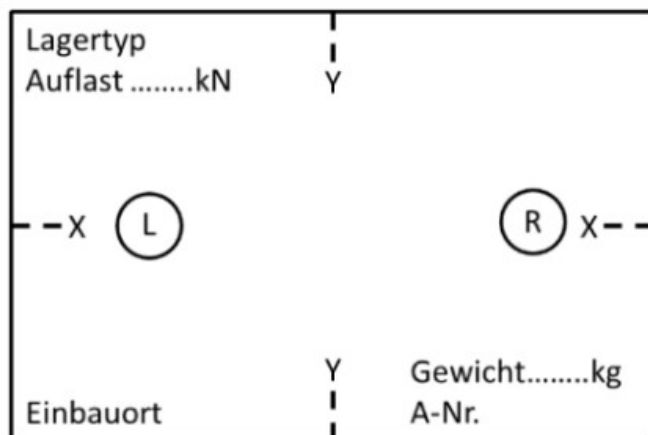 Lagertyp
Auflast ........kN
Y
X L R X
Y
Gewicht........kg
Einbauort A-Nr.